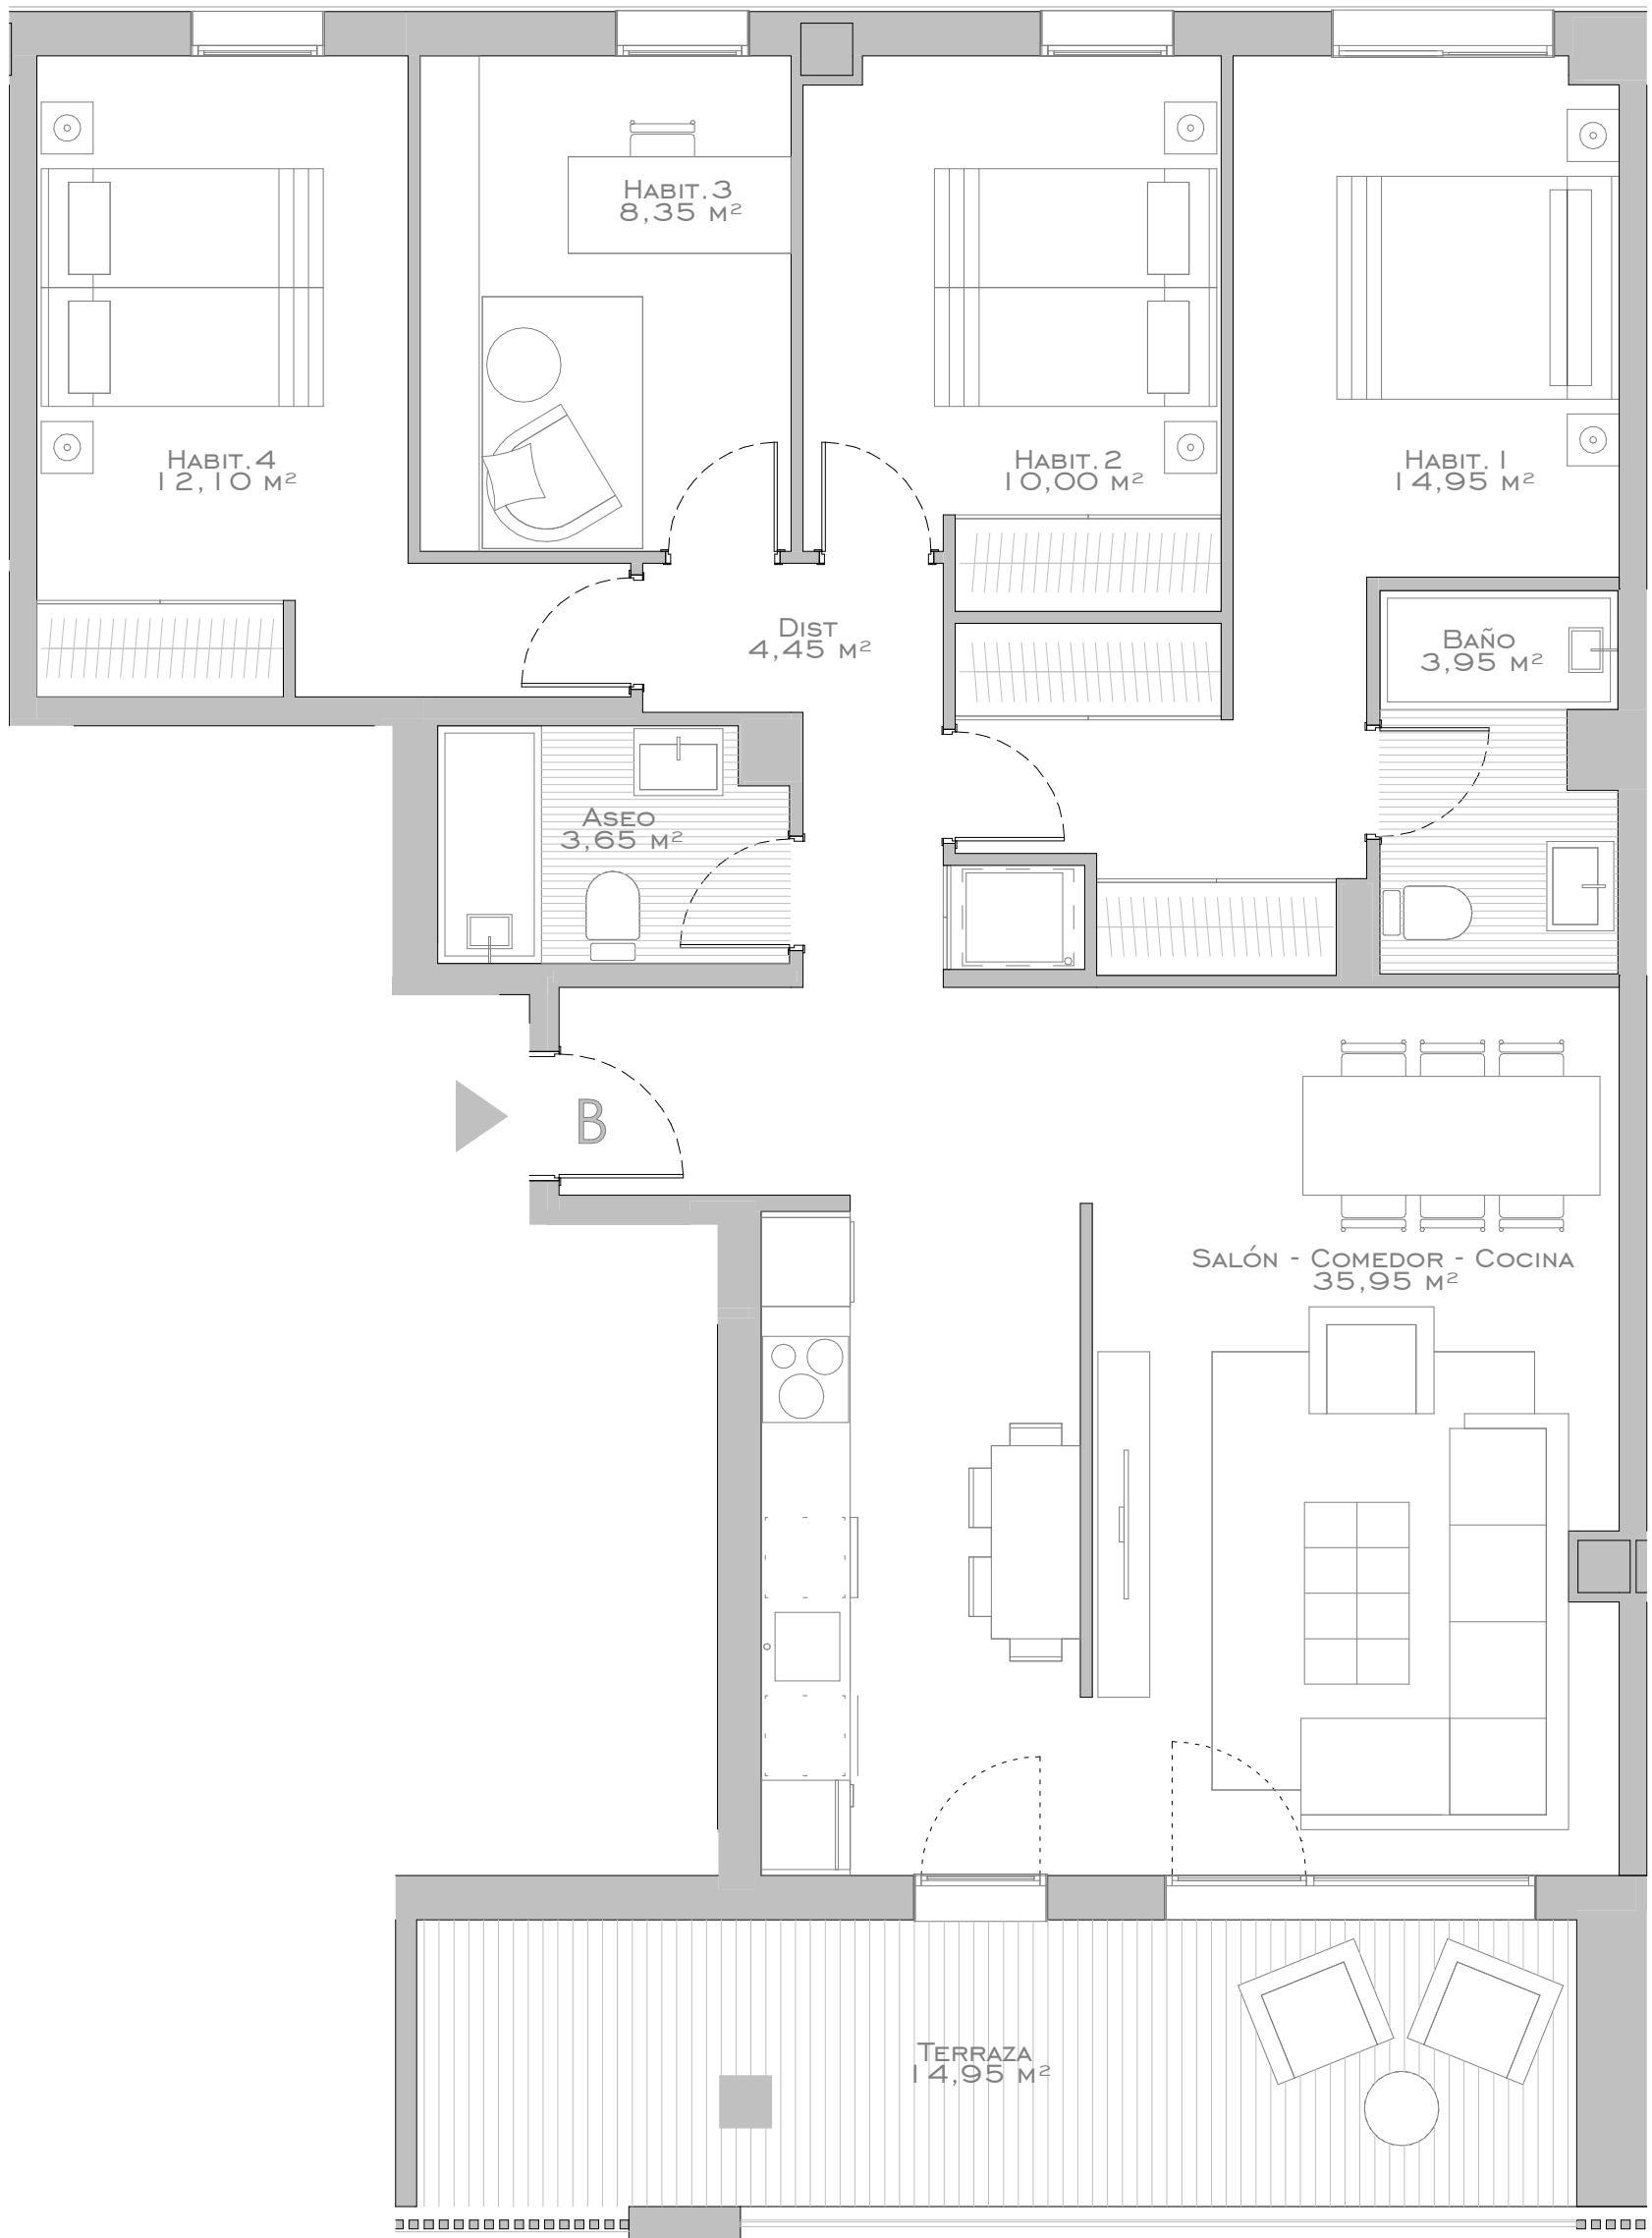 Habit. 3
8,35 m²
Habit. 4
12,10 m²
Habit. 2
10,00 m²
Habit. 1
14,95 m²
Dist
4,45 m²
Baño
3,95 m²
Aseo
3,65 m²
B
Salón - Comedor - Cocina
35,95 m²
Terraza
14,95 m²